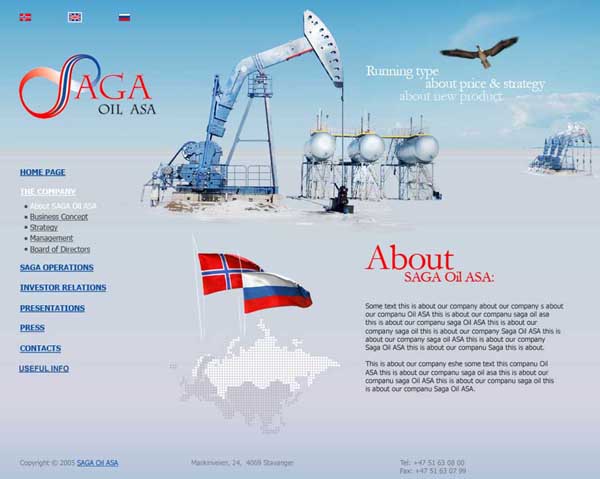 SAGA
OIL ASA
Running type
about price & strategy
about new product
HOME PAGE
THE COMPANY
About SAGA Oil ASA
Business Concept
Strategy
Management
Board of Directors
SAGA OPERATIONS
INVESTOR RELATIONS
PRESENTATIONS
PRESS
CONTACTS
USEFUL INFO
About
SAGA Oil ASA:
Some text this is about our company about our company s about
our companu Oil ASA this is about our companu saga oil asa
this is about our companu saga Oil ASA this is about our
company saga oil this is about our company Saga Oil ASA this is
about our company saga oil ASA this is about our company
Saga Oil ASA this is about our companu Saga this is about.
This is about our company eshe some text this companu Oil
ASA this is about our companu saga oil asa this is about our
companu saga Oil ASA this is about our company saga oil this
is about our companu Saga Oil ASA.
Copyright © 2005 SAGA Oil ASA
Maskinveien, 24, 4069 Stavanger
Tel: +47 51 63 08 00
Fax: +47 51 63 07 99